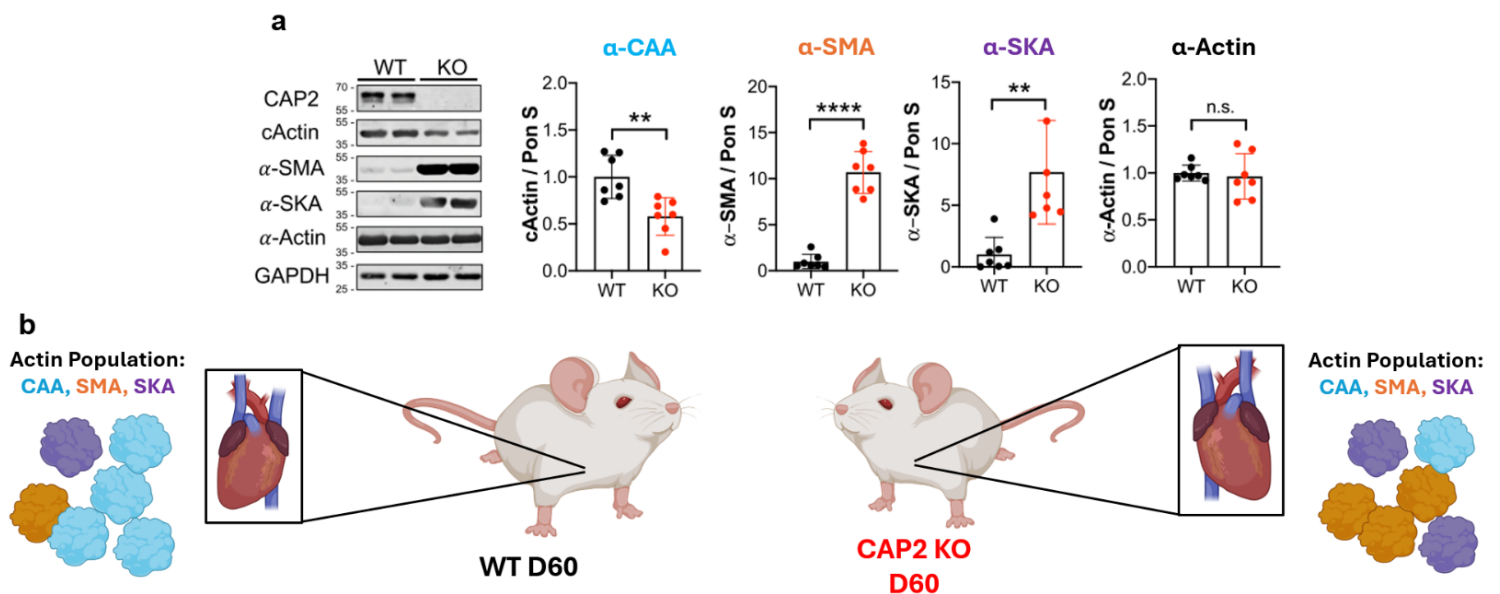 a
WT KO
CAP2
70 -
55 -
cActin
55 -
35 -
α-SMA
55
35 -
α-SKA
55 -
35 -
α-Actin
55 -
35 -
GAPDH
35 -
25 -
α-CAA
cActin / Pon S
2.0
1.5
1.0
0.5
0.0
**
WT KO
α-SMA
α-SMA / Pon S
20
15
10
5
0
****
WT KO
α-SKA
α-SKA / Pon S
15
10
5
0
**
WT KO
α-Actin
α-Actin / Pon S
2.0
1.5
1.0
0.5
0.0
n.s.
WT KO
b
Actin Population:
CAA, SMA, SKA
WT D60
CAP2 KO
D60
Actin Population:
CAA, SMA, SKA